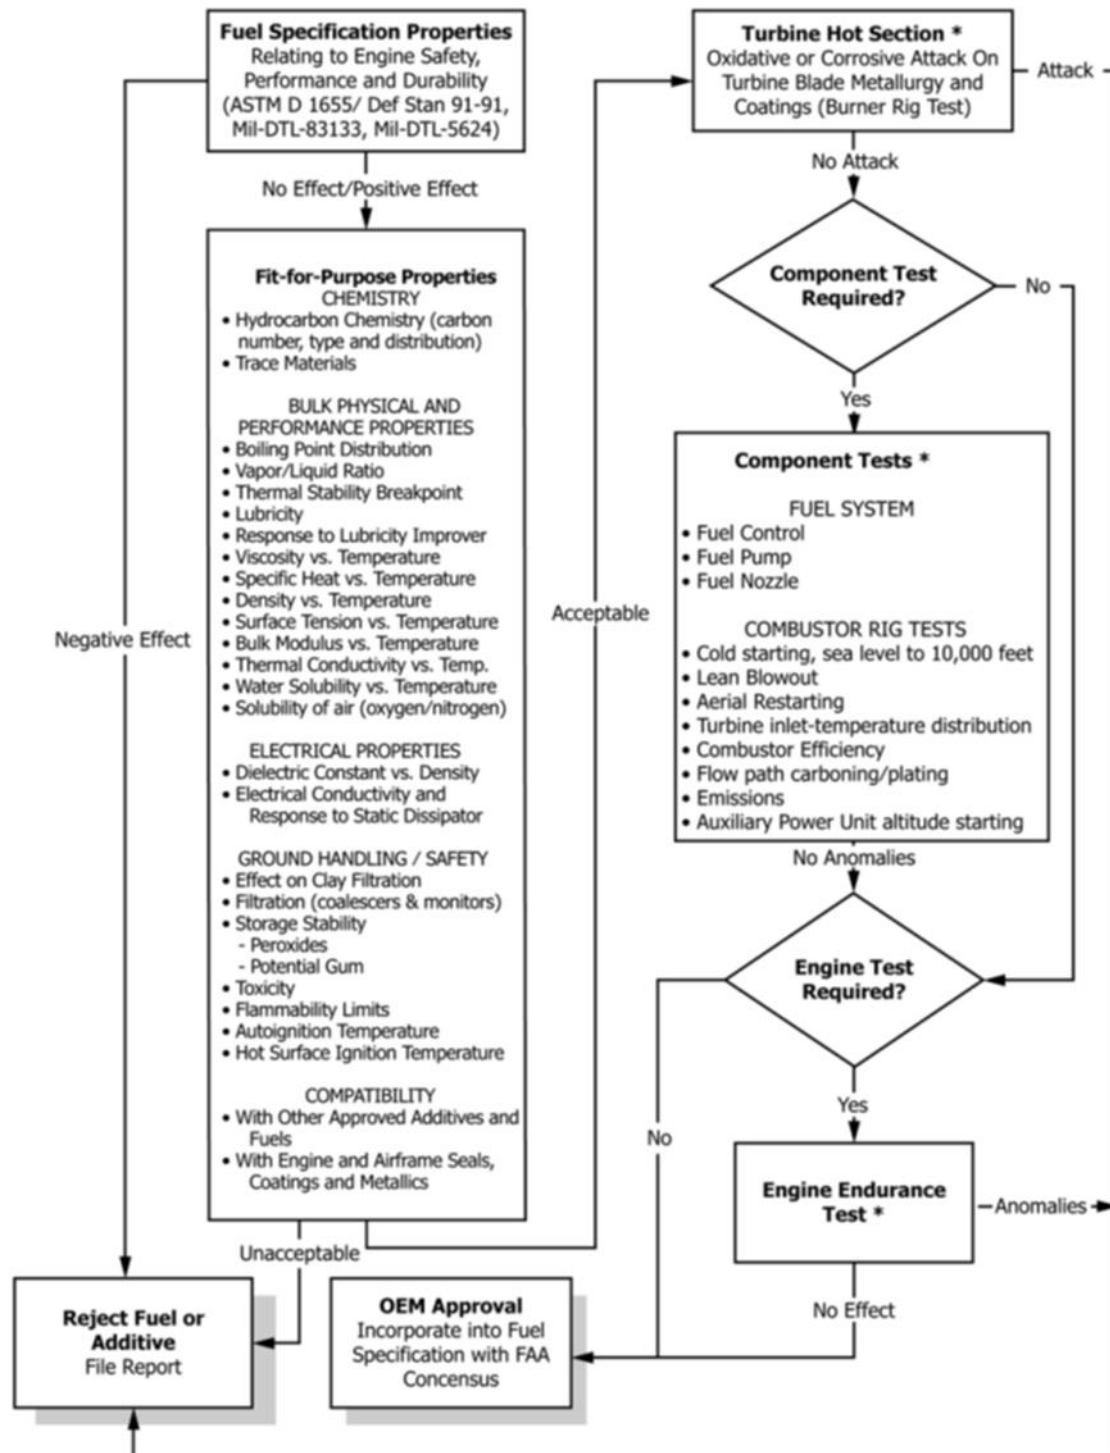 Fuel Specification Properties
Relating to Engine Safety,
Performance and Durability
(ASTM D 1655/ Def Stan 91-91,
Mil-DTL-83133, Mil-DTL-5624)
No Effect/Positive Effect
Negative Effect
Fit-for-Purpose Properties
CHEMISTRY
• Hydrocarbon Chemistry (carbon
number, type and distribution)
• Trace Materials
BULK PHYSICAL AND
PERFORMANCE PROPERTIES
• Boiling Point Distribution
• Vapor/Liquid Ratio
• Thermal Stability Breakpoint
• Lubricity
• Response to Lubricity Improver
• Viscosity vs. Temperature
• Specific Heat vs. Temperature
• Density vs. Temperature
• Surface Tension vs. Temperature
• Bulk Modulus vs. Temperature
• Thermal Conductivity vs. Temp.
• Water Solubility vs. Temperature
• Solubility of air (oxygen/nitrogen)
ELECTRICAL PROPERTIES
• Dielectric Constant vs. Density
• Electrical Conductivity and
Response to Static Dissipator
GROUND HANDLING / SAFETY
• Effect on Clay Filtration
• Filtration (coalescers & monitors)
• Storage Stability
- Peroxides
- Potential Gum
• Toxicity
• Flammability Limits
• Autoignition Temperature
• Hot Surface Ignition Temperature
COMPATIBILITY
• With Other Approved Additives and
Fuels
• With Engine and Airframe Seals,
Coatings and Metallics
Unacceptable
Acceptable
Reject Fuel or
Additive
File Report
OEM Approval
Incorporate into Fuel
Specification with FAA
Concensus
Turbine Hot Section *
Oxidative or Corrosive Attack On
Turbine Blade Metallurgy and
Coatings (Burner Rig Test)
Attack
No Attack
Component Test
Required?
No
Yes
Component Tests *
FUEL SYSTEM
• Fuel Control
• Fuel Pump
• Fuel Nozzle
COMBUSTOR RIG TESTS
• Cold starting, sea level to 10,000 feet
• Lean Blowout
• Aerial Restarting
• Turbine inlet-temperature distribution
• Combustor Efficiency
• Flow path carboning/plating
• Emissions
• Auxiliary Power Unit altitude starting
No Anomalies
Engine Test
Required?
Yes
No
Engine Endurance
Test *
Anomalies
No Effect